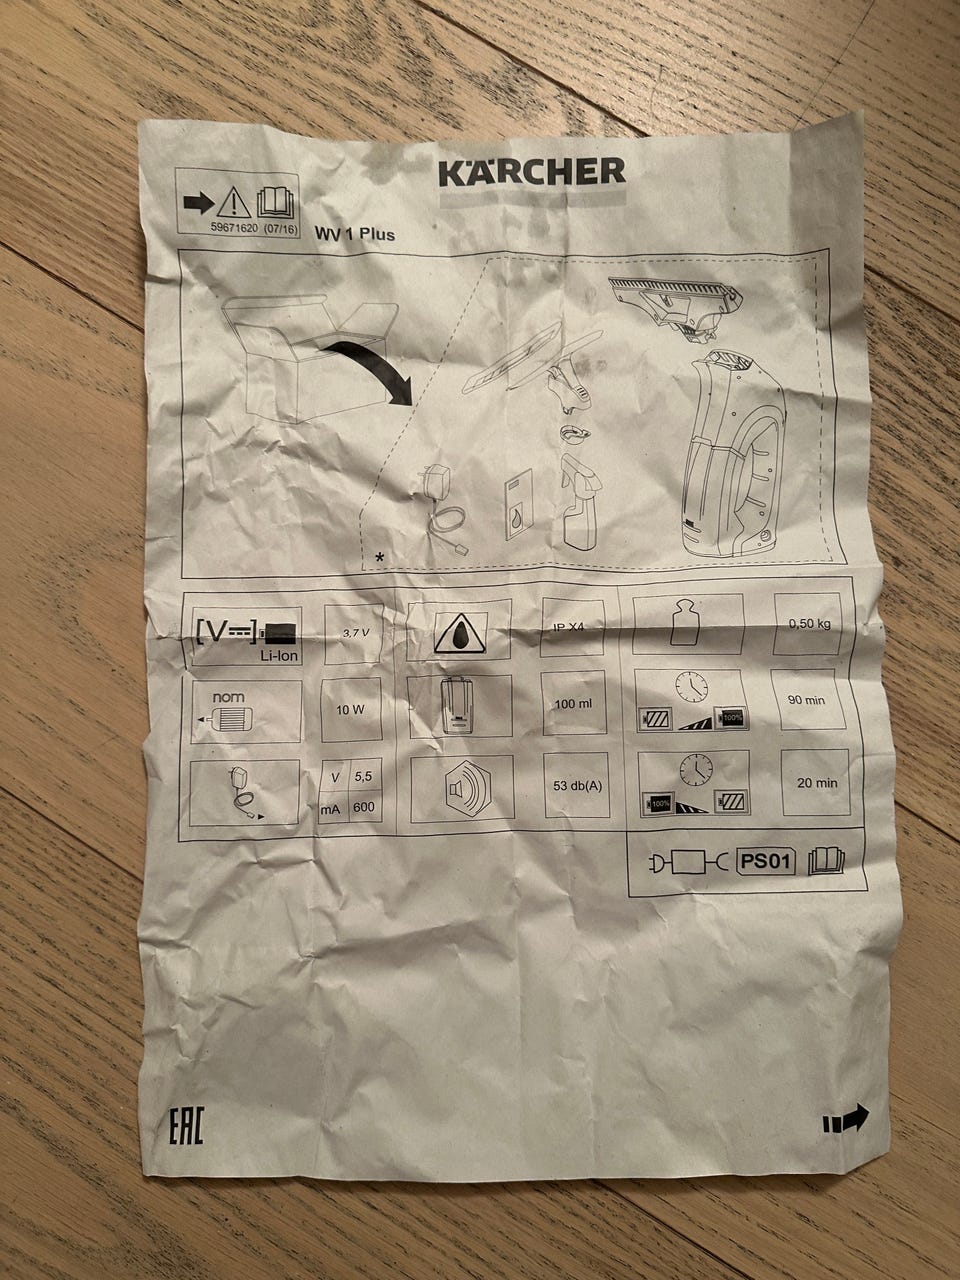 KÄRCHER
59671620 (07/16)
WV 1 Plus
*
[V⎓]
Li-Ion
3,7 V
IP X4
0,50 kg
nom
10 W
100 ml
100%
90 min
V 5,5
mA 600
53 db(A)
100%
20 min
PS01
EAC